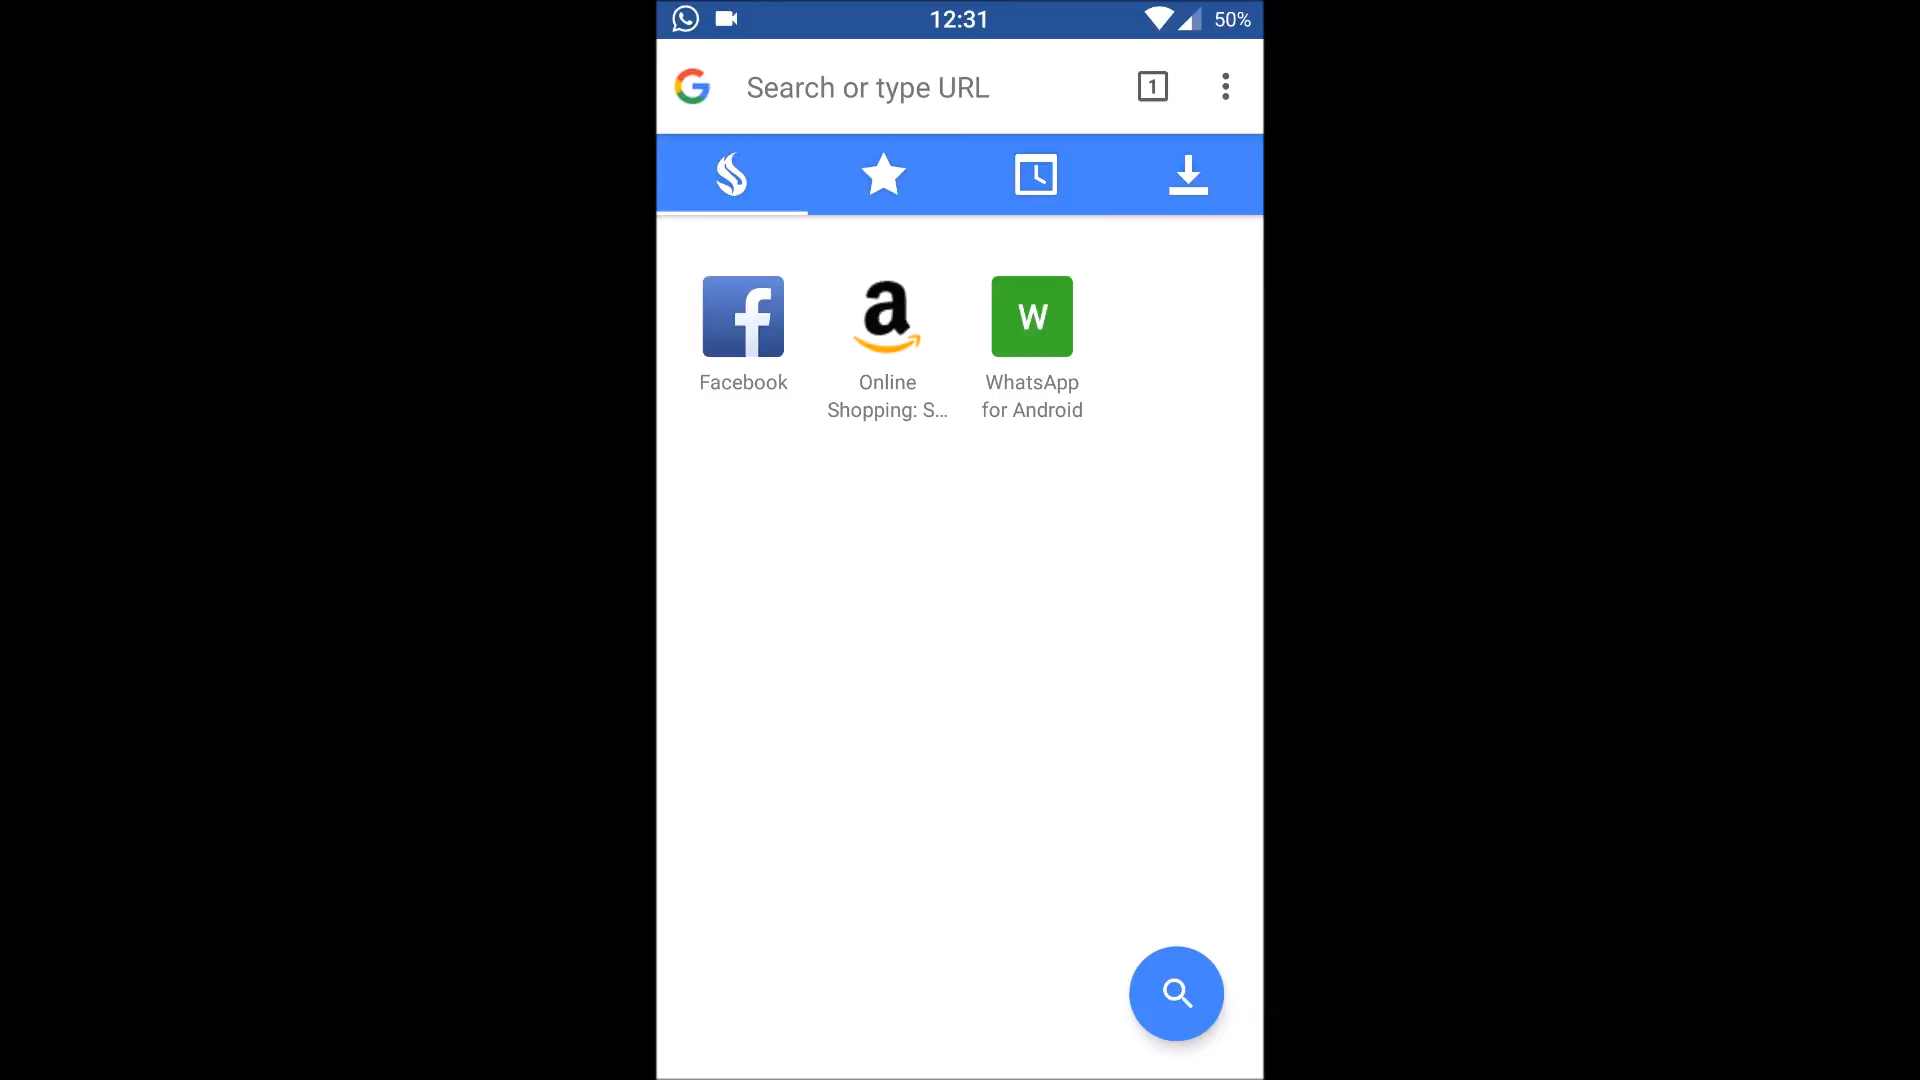 12:31
50%
Search or type URL
1
Facebook
Online
Shopping: S...
W
WhatsApp
for Android